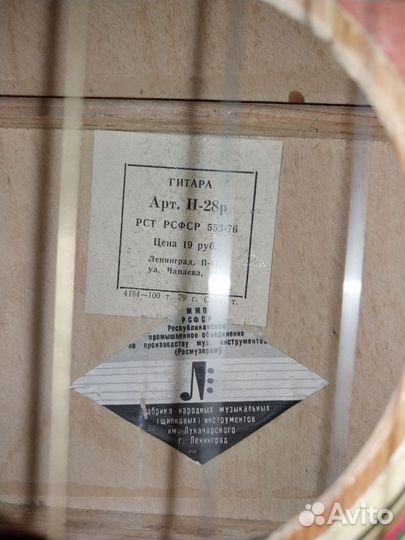 ГИТАРА
Арт. Н-28р
РСТ РСФСР 553-76
Цена 19 руб.
Ленинград,
ул. Чапаева,
4184—100 т. 79 г.
ММП
РСФСР
Республиканское
промышленное объединение
по производству муз. инструментов
(Росмузпром)
Фабрика народных музыкальных
(щипковых) инструментов
им. Луначарского
г. Ленинград
Avito